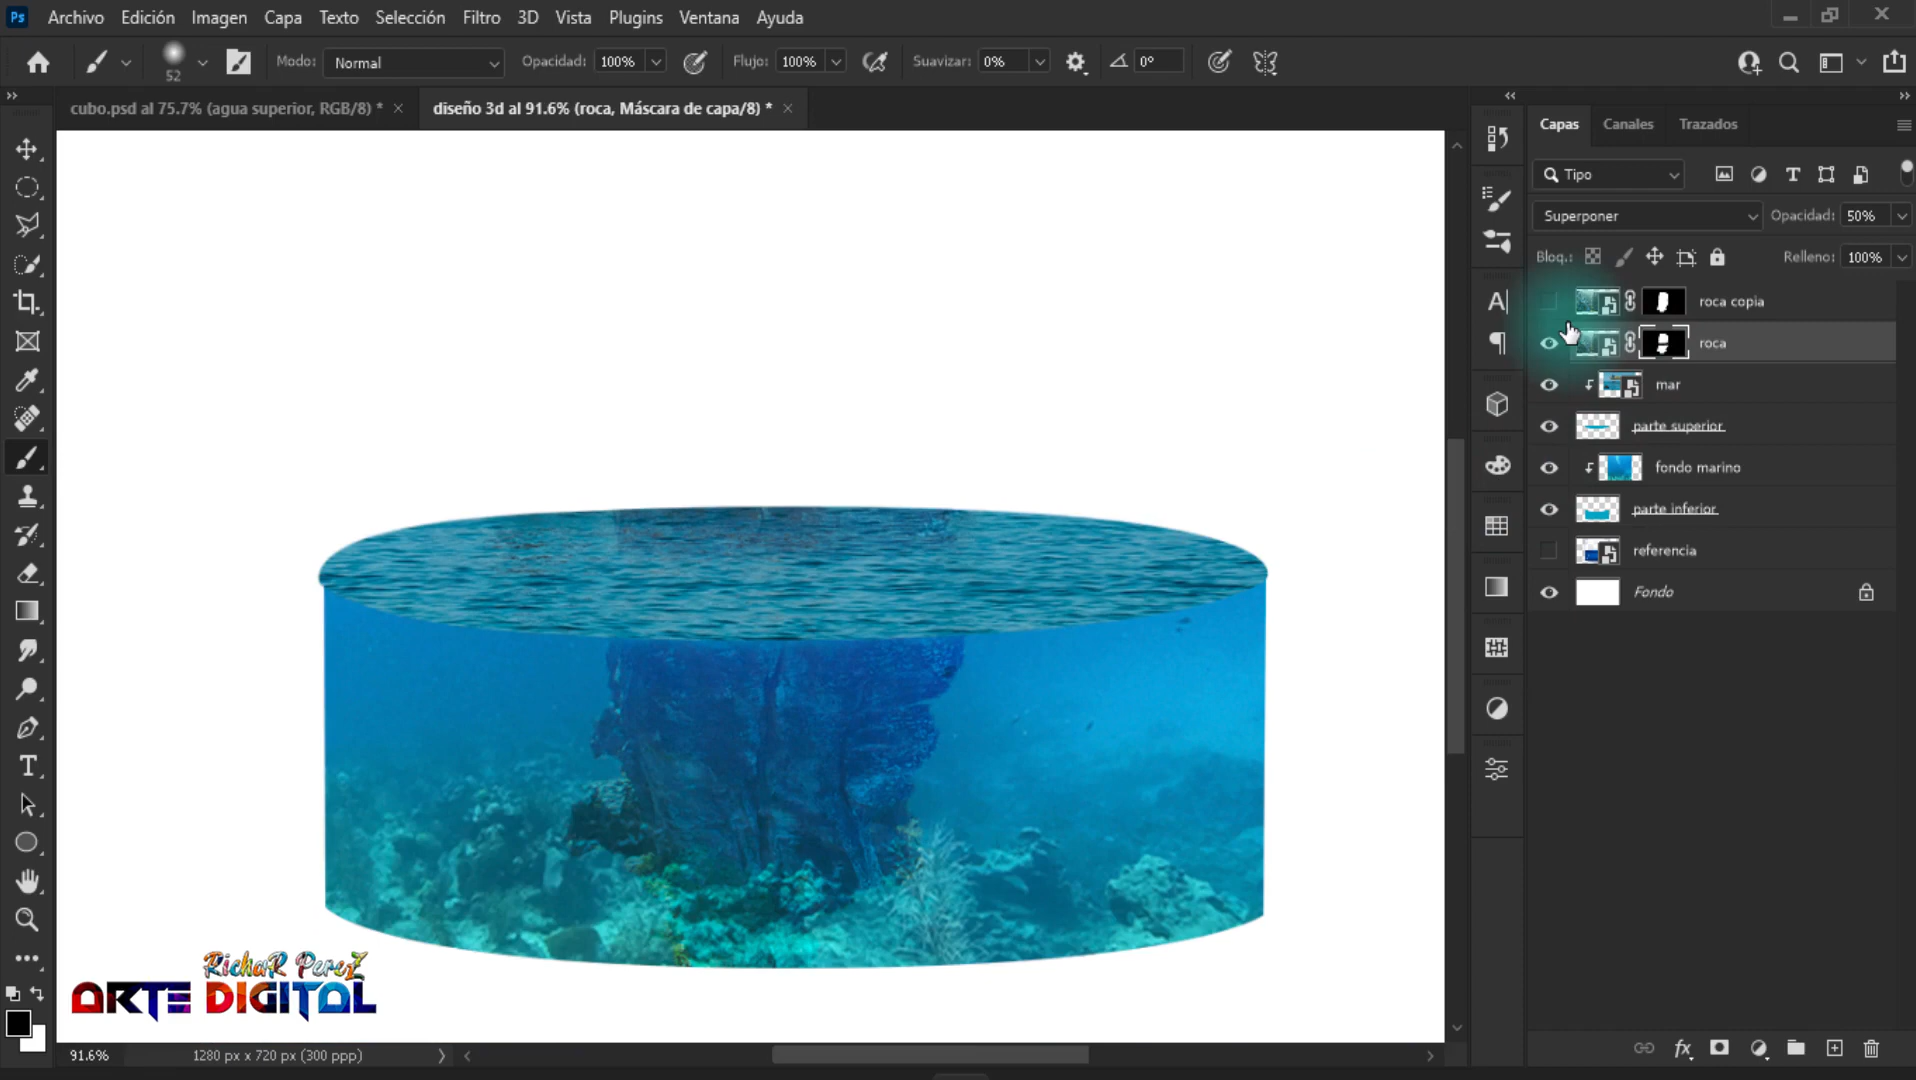 Ps Archivo Edición Imagen Capa Texto Selección Filtro 3D Vista Plugins Ventana Ayuda
52 Modo: Normal Opacidad: 100% Flujo: 100% Suavizar: 0% 0°
cubo.psd al 75.7% (agua superior, RGB/8) * × diseño 3d al 91.6% (roca, Máscara de capa/8) * ×
Capas Canales Trazados
Tipo
Superponer Opacidad: 50%
Bloq.: Relleno: 100%
roca copia
roca
mar
parte superior
fondo marino
parte inferior
referencia
Fondo
RichaR PereZ
ARTE DIGITAL
91.6% 1280 px x 720 px (300 ppp)